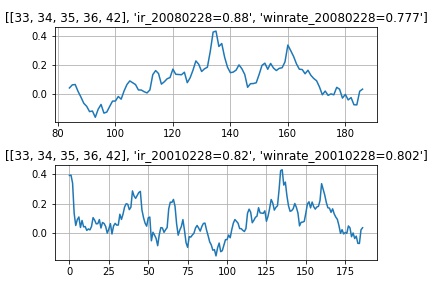 [[33, 34, 35, 36, 42], 'ir_20080228=0.88', 'winrate_20080228=0.777']
0.4
0.2
0.0
80 100 120 140 160 180
[[33, 34, 35, 36, 42], 'ir_20010228=0.82', 'winrate_20010228=0.802']
0.4
0.2
0.0
0 25 50 75 100 125 150 175